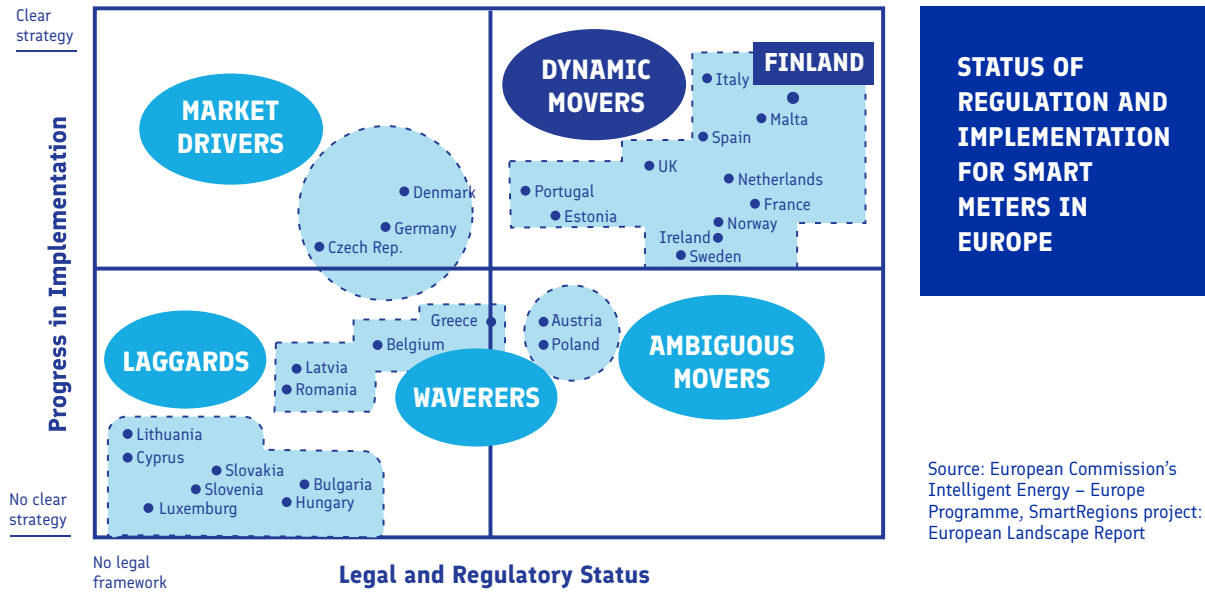 Clear
strategy
Progress in Implementation
No clear
strategy
No legal
framework
Legal and Regulatory Status
MARKET
DRIVERS
Denmark
Germany
Czech Rep.
DYNAMIC
MOVERS
FINLAND
Italy
Malta
Spain
UK
Netherlands
Portugal
France
Estonia
Norway
Ireland
Sweden
LAGGARDS
Greece
Belgium
Latvia
Romania
WAVERERS
Austria
Poland
AMBIGUOUS
MOVERS
Lithuania
Cyprus
Slovakia
Slovenia
Bulgaria
Hungary
Luxemburg
STATUS OF
REGULATION AND
IMPLEMENTATION
FOR SMART
METERS IN
EUROPE
Source: European Commission’s
Intelligent Energy – Europe
Programme, SmartRegions project:
European Landscape Report